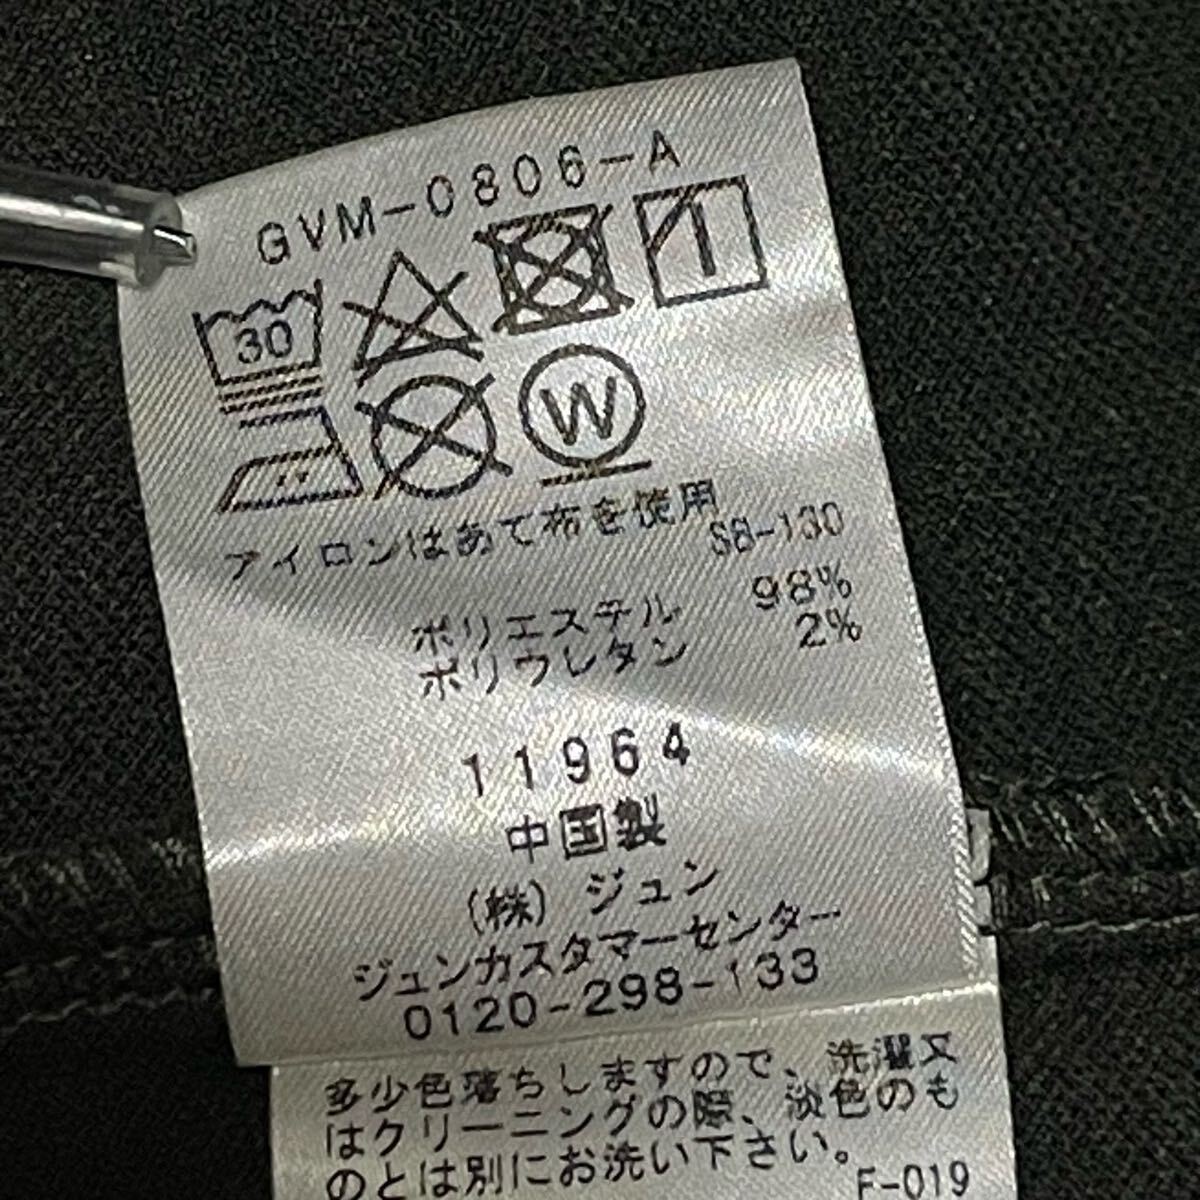 GVM-0806-A
30
W
アイロンはあて布を使用
SB-130
ポリエステル 98%
ポリウレタン 2%
11964
中国製
(株) ジュン
ジュンカスタマーセンター
0120-298-133
多少色落ちしますので、洗濯又
はクリーニングの際、淡色のも
のとは別にお洗い下さい。
F-019